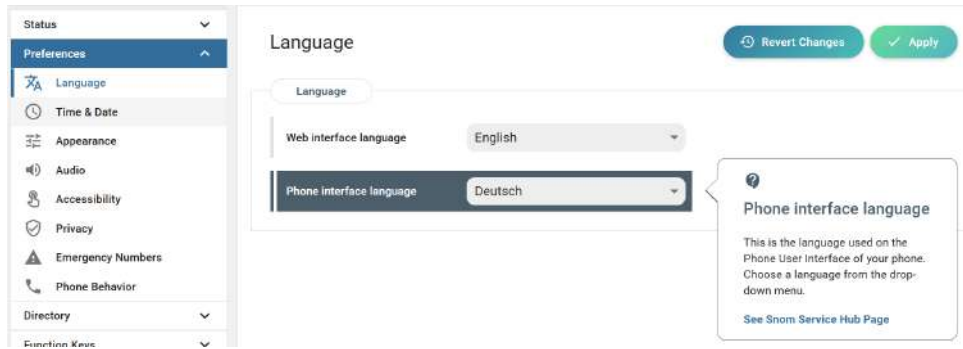 Status
Preferences
Language
Time & Date
Appearance
Audio
Accessibility
Privacy
Emergency Numbers
Phone Behavior
Directory
Function Keys
Language
Revert Changes
Apply
Language
Web interface language
English
Phone interface language
Deutsch
Phone interface language
This is the language used on the
Phone User Interface of your phone.
Choose a language from the drop-
down menu.
See Snom Service Hub Page